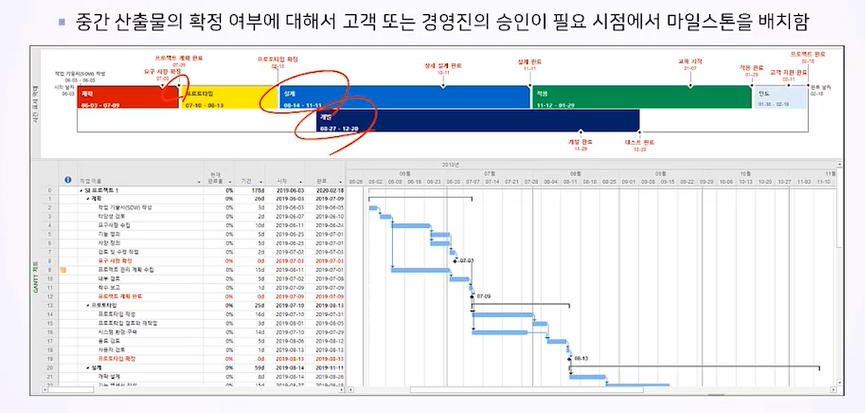 중간 산출물의 확정 여부에 대해서 고객 또는 경영진의 승인이 필요 시점에서 마일스톤을 배치함
프로젝트 계획 완료
07-09
요구 사항 확정
프로토타입 확정
08-13
상세 설계 완료
10-11
설계 완료
11-11
교육 시작
01-07
적용 완료
01-29
고객 지원 완료
02-18
프로젝트 완료
02-18
작업 기술서(SOW) 작성
06-03 - 06-05
시작 날짜
06-03
완료 날짜
02-18
계획
06-03 - 07-09
프로토타입
07-10 - 08-13
설계
08-14 - 11-11
적용
11-12 - 01-29
인도
01-30 - 02-18
개발
08-27 - 12-20
개발 완료
11-29
테스트 완료
12-20
GANTT 차트
작업 이름
현재 완료율
기간
시작
완료
2019년
06월
07월
08월
09월
10월
11월
05-26 06-02 06-09 06-16 06-23 06-30 07-07 07-14 07-21 07-28 08-04 08-11 08-18 08-25 09-01 09-08 09-15 09-22 09-29 10-06 10-13 10-20 10-27 11-03 11-10
0 SI 프로젝트 1 0% 178d 2019-06-03 2020-02-18
1 계획 0% 26d 2019-06-03 2019-07-09
2 작업 기술서(SOW) 작성 0% 3d 2019-06-03 2019-06-05
3 타당성 검토 0% 2d 2019-06-07 2019-06-10
4 요구사항 수집 0% 10d 2019-06-11 2019-06-24
5 기능 정의 0% 5d 2019-06-25 2019-07-01
6 사양 정의 0% 5d 2019-06-25 2019-07-01
7 검토 및 수정 작업 0% 2d 2019-07-02 2019-07-03
8 요구 사항 확정 0% 0d 2019-07-03 2019-07-03
9 프로젝트 관리 계획 수립 0% 15d 2019-06-11 2019-07-01
10 내부 검토 0% 5d 2019-07-02 2019-07-08
11 착수 보고 0% 1d 2019-07-09 2019-07-09
12 프로젝트 계획 완료 0% 0d 2019-07-09 2019-07-09
13 프로토타입 0% 25d 2019-07-10 2019-08-13
14 프로토타입 작성 0% 16d 2019-07-10 2019-07-31
15 프로토타입 검토와 재작업 0% 3d 2019-08-01 2019-08-05
16 시스템 환경 구축 0% 14d 2019-07-10 2019-07-29
17 동료 검토 0% 5d 2019-08-06 2019-08-12
18 사용자 검토 0% 1d 2019-08-13 2019-08-13
19 프로토타입 확정 0% 0d 2019-08-13 2019-08-13
20 설계 0% 59d 2019-08-14 2019-11-11
21 개략 설계 0% 8d 2019-08-14 2019-08-26
07-03
07-09
08-13